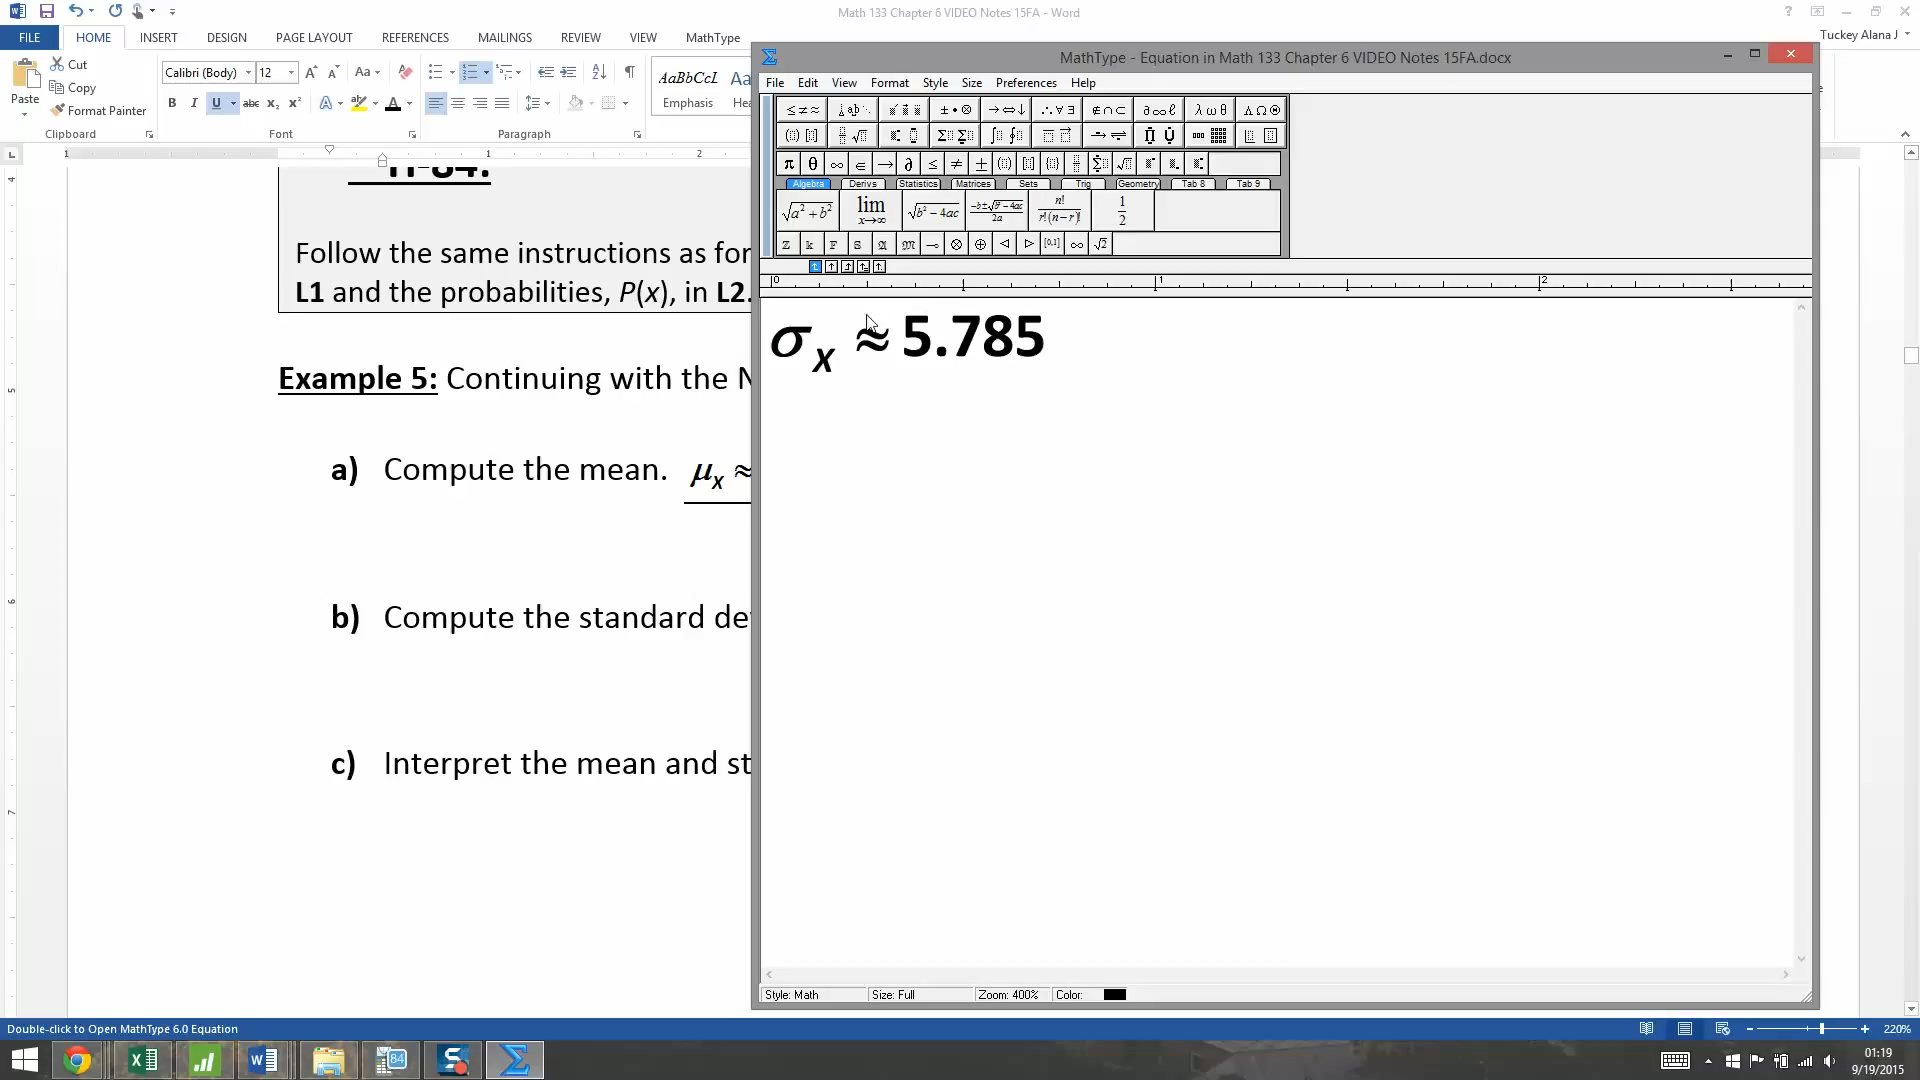 Math 133 Chapter 6 VIDEO Notes 15FA - Word
FILE HOME INSERT DESIGN PAGE LAYOUT REFERENCES MAILINGS REVIEW VIEW MathType
Tuckey Alana J
Cut
Copy
Format Painter
Paste
Clipboard
Calibri (Body) 12
Font
Paragraph
AaBbCcI
Emphasis
MathType - Equation in Math 133 Chapter 6 VIDEO Notes 15FA.docx
File Edit View Format Style Size Preferences Help
Algebra Derivs Statistics Matrices Sets Trig Geometry Tab 8 Tab 9
Follow the same instructions as for
L1 and the probabilities, P(x), in L2.
Example 5: Continuing with the N
a) Compute the mean. μx ≈
b) Compute the standard de
c) Interpret the mean and st
σx ≈ 5.785
Style: Math Size: Full Zoom: 400% Color:
Double-click to Open MathType 6.0 Equation
220%
01:19
9/19/2015